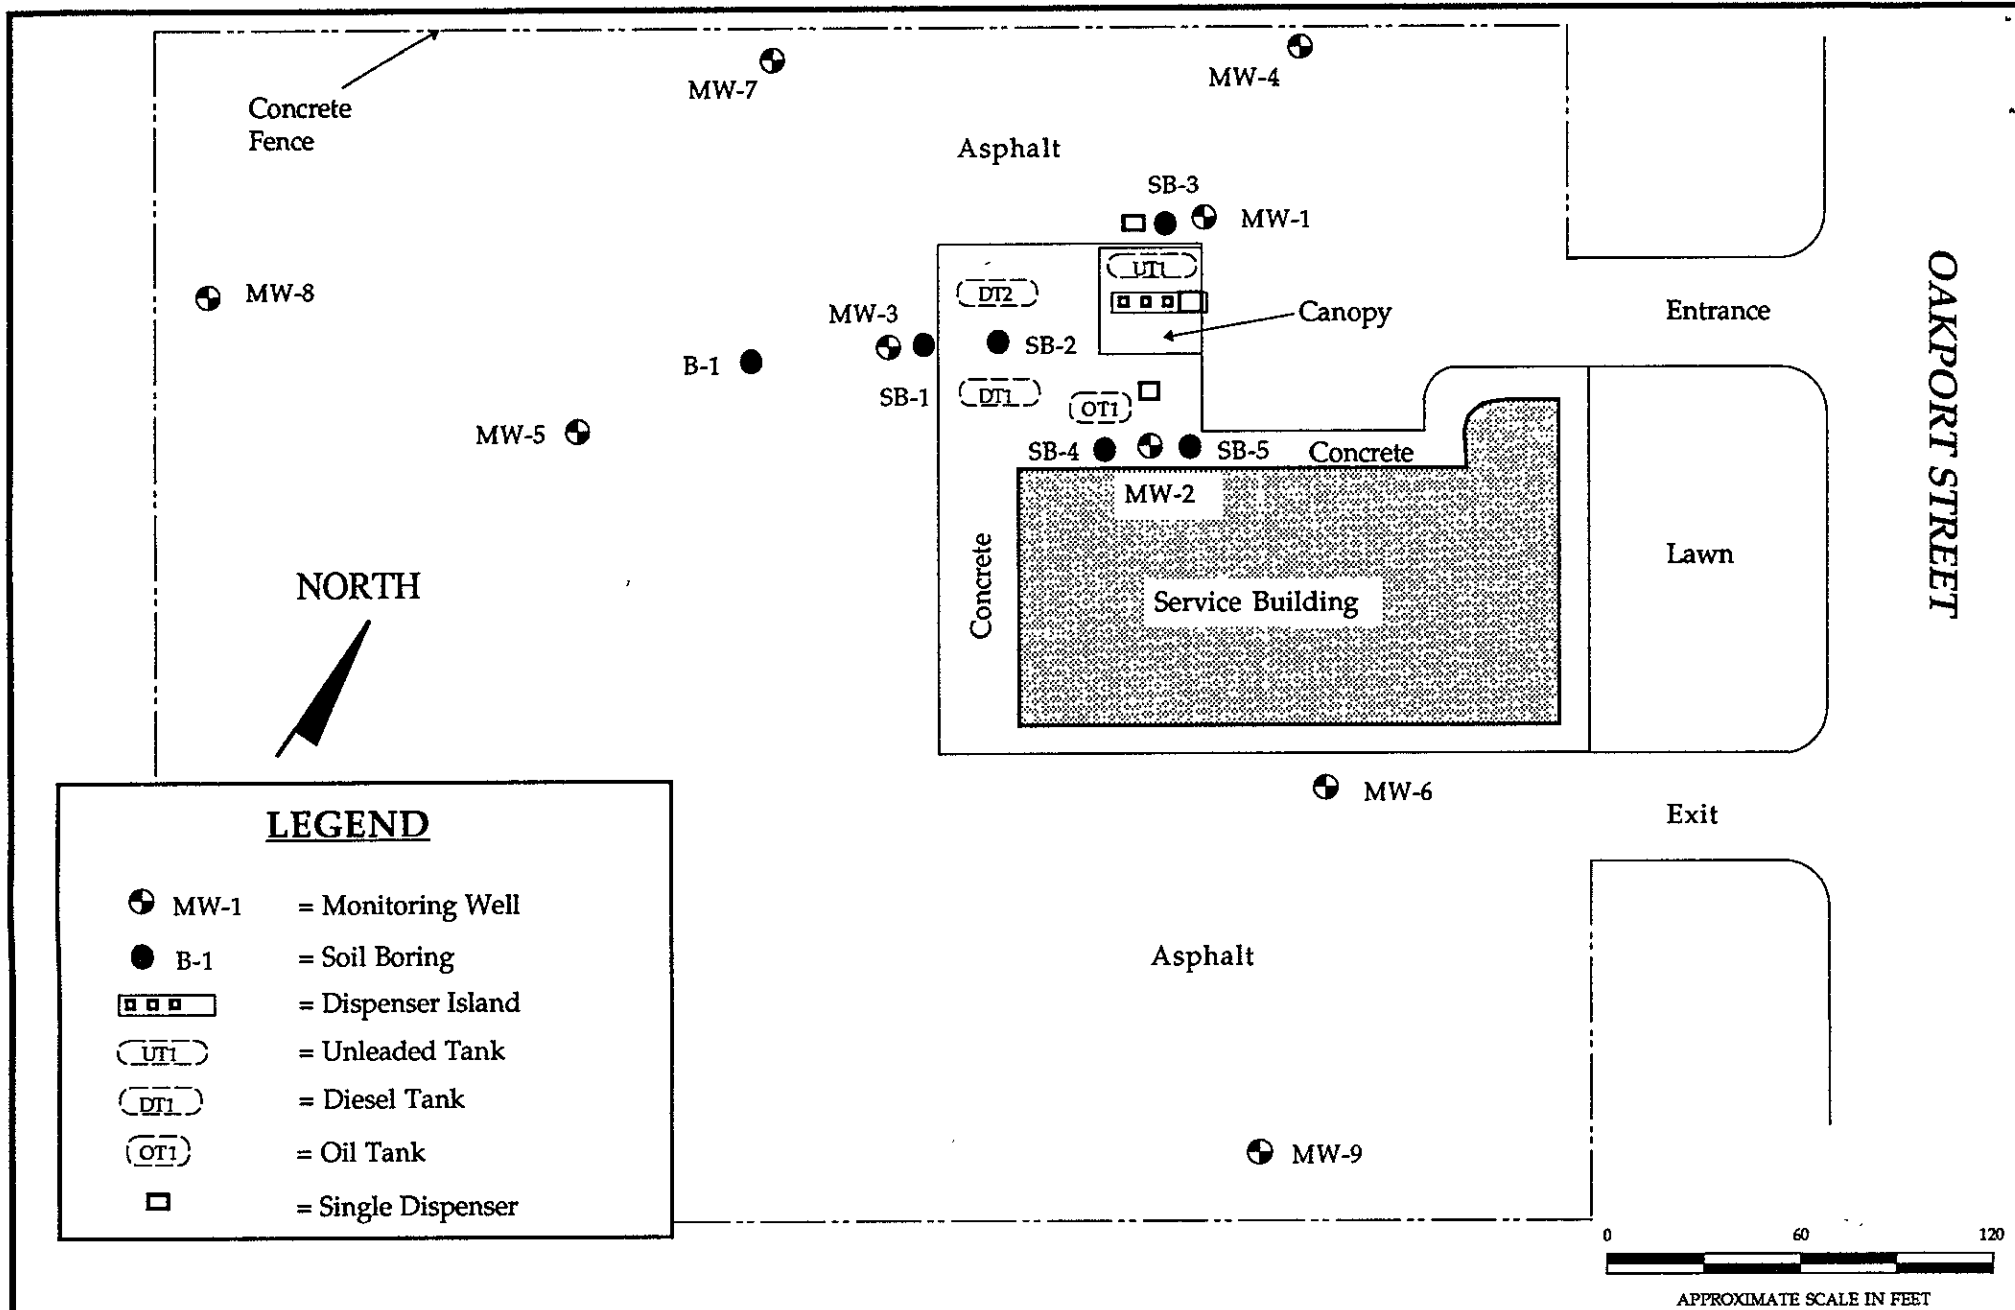 MW-7
MW-4
Concrete
Fence
Asphalt
SB-3
MW-1
UT1
DT2
MW-8
MW-3
Canopy
Entrance
SB-2
B-1
SB-1
DT1
OT1
MW-5
SB-4
SB-5
Concrete
MW-2
OAKPORT STREET
Concrete
Lawn
NORTH
Service Building
MW-6
Exit
LEGEND
MW-1 = Monitoring Well
B-1 = Soil Boring
= Dispenser Island
UT1 = Unleaded Tank
DT1 = Diesel Tank
OT1 = Oil Tank
= Single Dispenser
Asphalt
MW-9
0 60 120
APPROXIMATE SCALE IN FEET